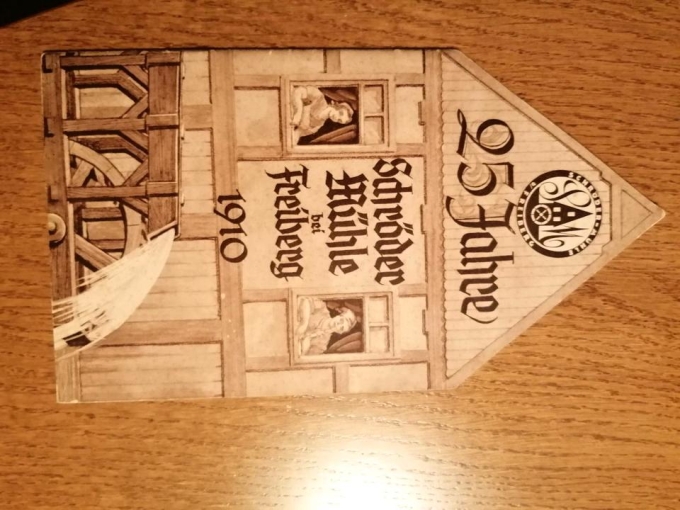 25 Jahre
Schröder
Mühle
bei
Freiberg
1910